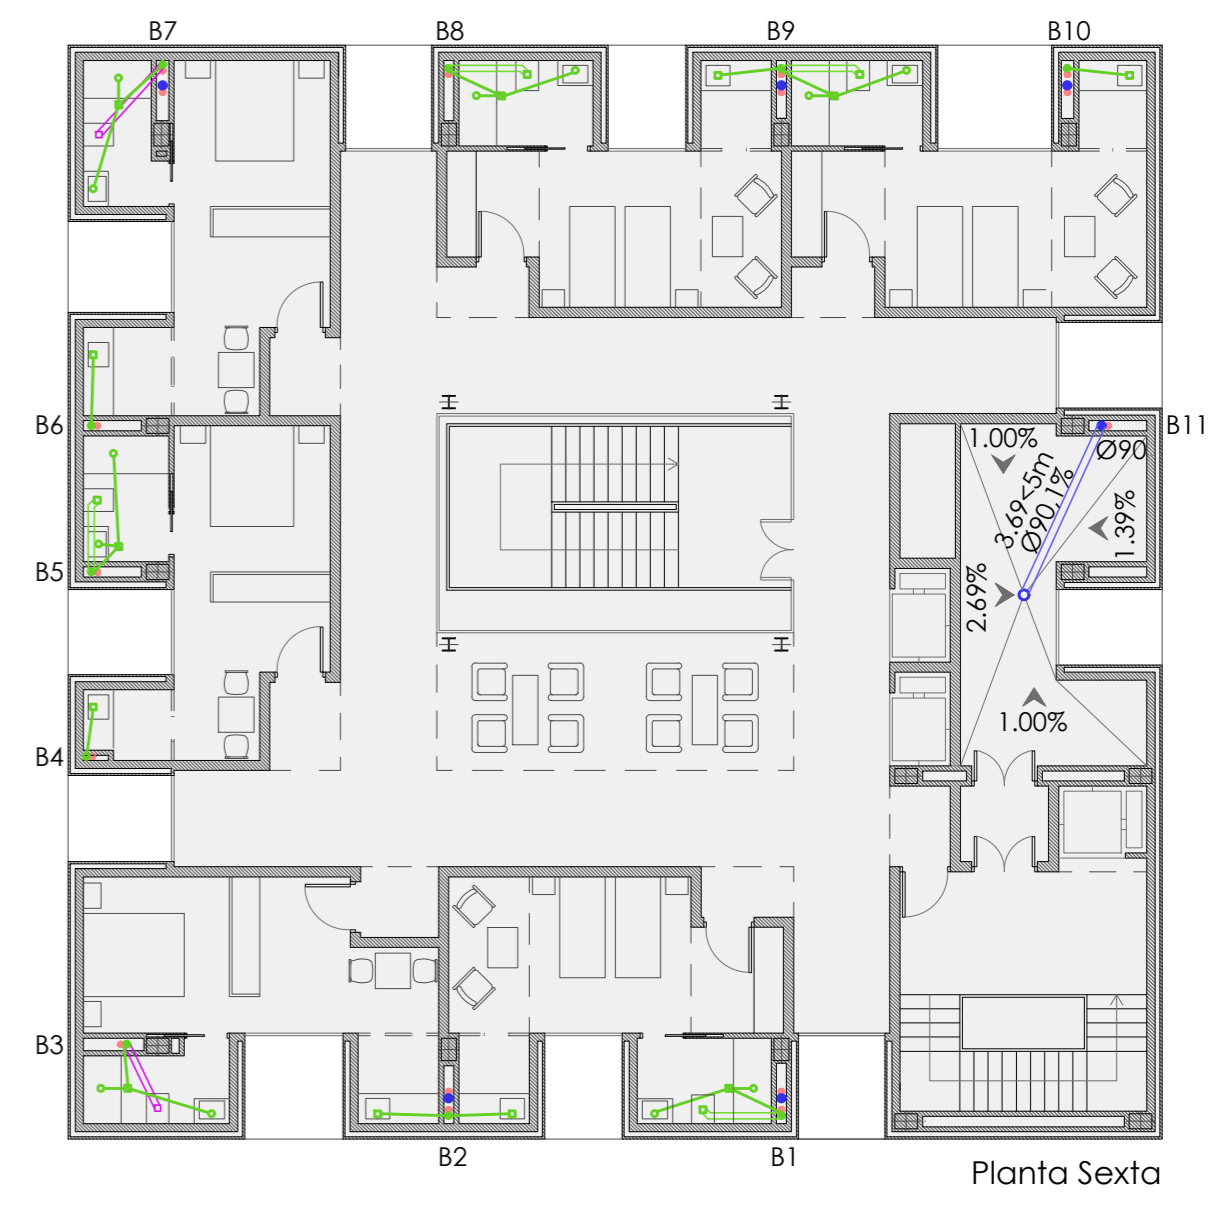 B7
B8
B9
B10
B6
B11
1.00%
Ø90
3.69<5m
Ø90,1%
1.39%
B5
2.69%
1.00%
B4
B3
B2
B1
Planta Sexta